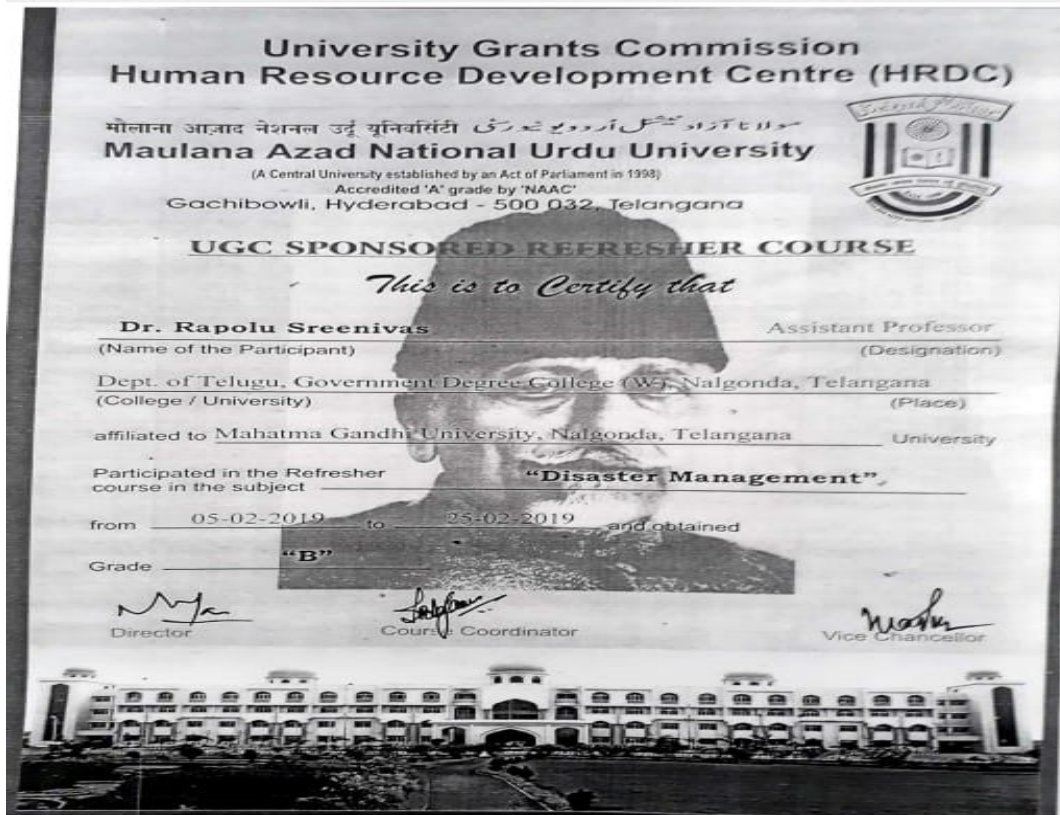 University Grants Commission
Human Resource Development Centre (HRDC)
मौलाना आज़ाद नेशनल उर्दू यूनिवर्सिटी مولانا آزاد نیشنل اُردو یونیورسٹی
Maulana Azad National Urdu University
(A Central University established by an Act of Parliament in 1998)
Accredited 'A' grade by 'NAAC'
Gachibowli, Hyderabad - 500 032, Telangana
UGC SPONSORED REFRESHER COURSE
This is to Certify that
Dr. Rapolu Sreenivas Assistant Professor
(Name of the Participant) (Designation)
Dept. of Telugu, Government Degree College (W), Nalgonda, Telangana
(College / University) (Place)
affiliated to Mahatma Gandhi University, Nalgonda, Telangana University
Participated in the Refresher
course in the subject "Disaster Management"
from 05-02-2019 to 25-02-2019 and obtained
Grade "B"
Director Course Coordinator Vice Chancellor